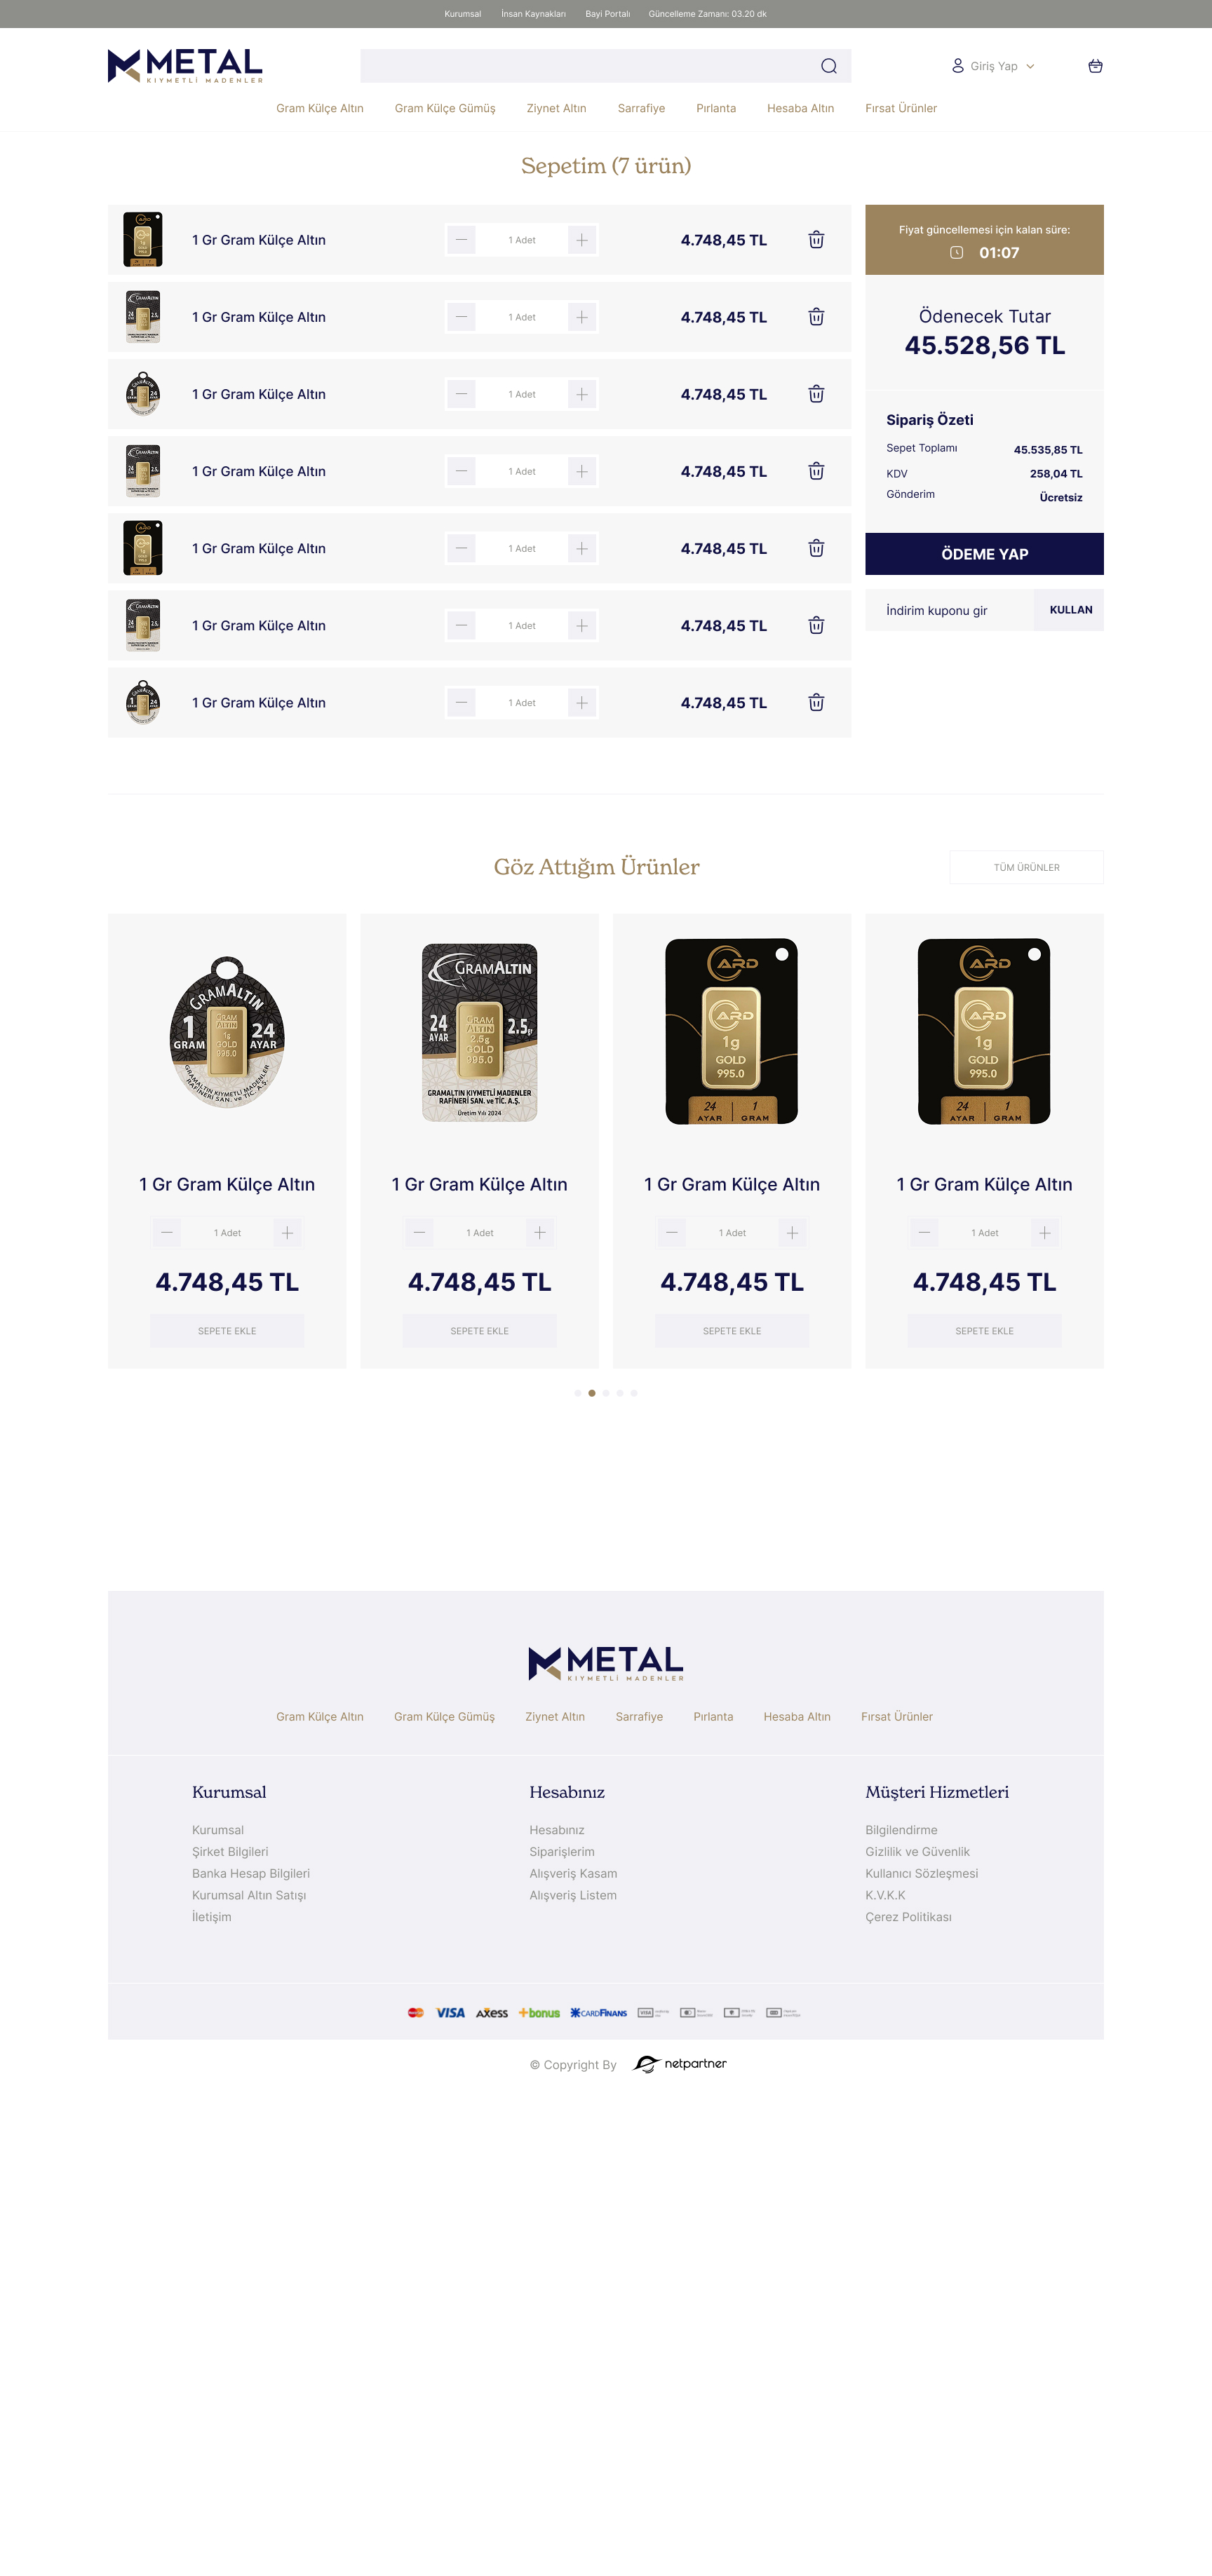 Kurumsal İnsan Kaynakları Bayi Portalı Güncelleme Zamanı: 03.20 dk
METAL
KIYMETLİ MADENLER
Giriş Yap
Gram Külçe Altın Gram Külçe Gümüş Ziynet Altın Sarrafiye Pırlanta Hesaba Altın Fırsat Ürünler
Sepetim (7 ürün)
1 Gr Gram Külçe Altın 1 Adet 4.748,45 TL
1 Gr Gram Külçe Altın 1 Adet 4.748,45 TL
1 Gr Gram Külçe Altın 1 Adet 4.748,45 TL
1 Gr Gram Külçe Altın 1 Adet 4.748,45 TL
1 Gr Gram Külçe Altın 1 Adet 4.748,45 TL
1 Gr Gram Külçe Altın 1 Adet 4.748,45 TL
1 Gr Gram Külçe Altın 1 Adet 4.748,45 TL
Fiyat güncellemesi için kalan süre:
01:07
Ödenecek Tutar
45.528,56 TL
Sipariş Özeti
Sepet Toplamı 45.535,85 TL
KDV 258,04 TL
Gönderim Ücretsiz
ÖDEME YAP
İndirim kuponu gir KULLAN
Göz Attığım Ürünler
TÜM ÜRÜNLER
GRAMALTIN
1 GRAM
24 AYAR
GRAM ALTIN
1g
GOLD
995.0
GRAMALTIN KIYMETLİ MADENLER
RAFİNERİ SAN. ve TİC. A.Ş.
GRAMALTIN
24 AYAR
2.5gr
GRAM
ALTIN
2.5g
GOLD
995.0
GRAMALTIN KIYMETLİ MADENLER
RAFİNERİ SAN. ve TİC. A.Ş.
Üretim Yılı 2024
ARD
ARD
1g
GOLD
995.0
24 AYAR 1 GRAM
ARD
ARD
1g
GOLD
995.0
24 AYAR 1 GRAM
1 Gr Gram Külçe Altın 1 Gr Gram Külçe Altın 1 Gr Gram Külçe Altın 1 Gr Gram Külçe Altın
1 Adet 1 Adet 1 Adet 1 Adet
4.748,45 TL 4.748,45 TL 4.748,45 TL 4.748,45 TL
SEPETE EKLE SEPETE EKLE SEPETE EKLE SEPETE EKLE
METAL
KIYMETLİ MADENLER
Gram Külçe Altın Gram Külçe Gümüş Ziynet Altın Sarrafiye Pırlanta Hesaba Altın Fırsat Ürünler
Kurumsal
Kurumsal
Şirket Bilgileri
Banka Hesap Bilgileri
Kurumsal Altın Satışı
İletişim
Hesabınız
Hesabınız
Siparişlerim
Alışveriş Kasam
Alışveriş Listem
Müşteri Hizmetleri
Bilgilendirme
Gizlilik ve Güvenlik
Kullanıcı Sözleşmesi
K.V.K.K
Çerez Politikası
VISA axess bonus CARDFINANS
© Copyright By netpartner